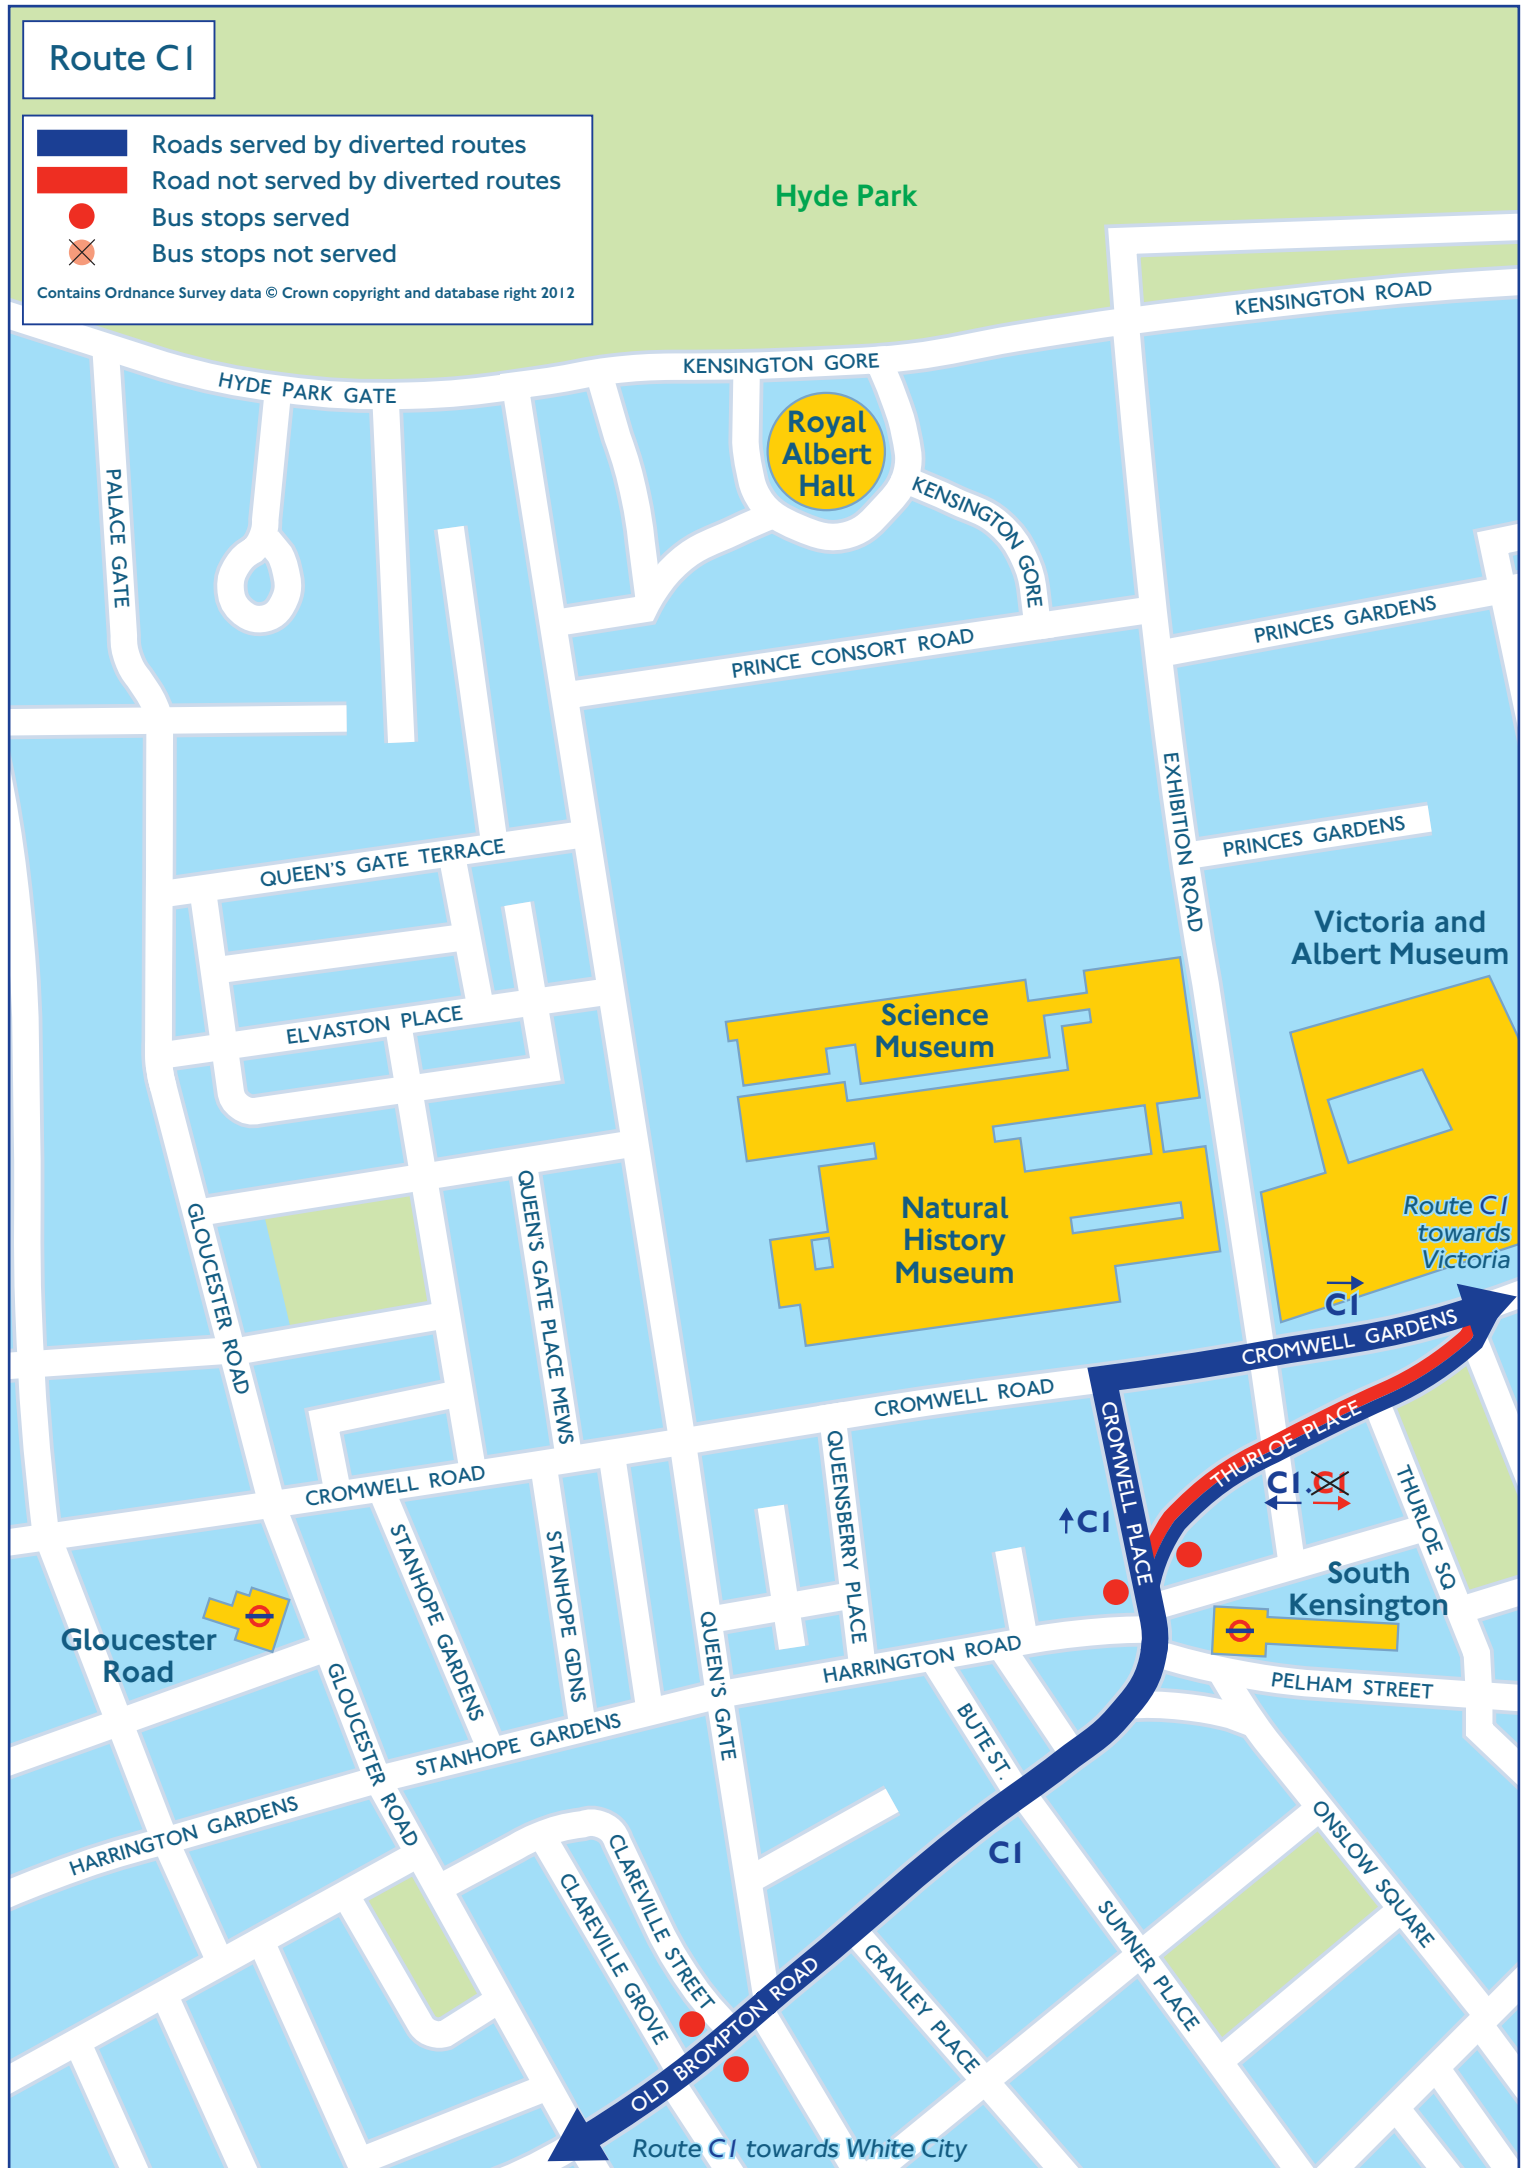 Route C1
Roads served by diverted routes
Road not served by diverted routes
Bus stops served
Bus stops not served
Contains Ordnance Survey data © Crown copyright and database right 2012
Hyde Park
KENSINGTON ROAD
KENSINGTON GORE
HYDE PARK GATE
Royal
Albert
Hall
PALACE GATE
KENSINGTON GORE
PRINCES GARDENS
PRINCE CONSORT ROAD
EXHIBITION ROAD
PRINCES GARDENS
QUEEN'S GATE TERRACE
Victoria and
Albert Museum
Science
Museum
ELVASTON PLACE
Natural
History
Museum
Route C1
towards
Victoria
GLOUCESTER ROAD
QUEEN'S GATE PLACE MEWS
C1
CROMWELL GARDENS
CROMWELL ROAD
CROMWELL PLACE
THURLOE PLACE
QUEENSBERRY PLACE
CROMWELL ROAD
C1.C1
C1
THURLOE SQ
STANHOPE GARDENS
STANHOPE GDNS
South
Kensington
Gloucester
Road
QUEEN'S GATE
HARRINGTON ROAD
PELHAM STREET
GLOUCESTER ROAD
BUTE ST.
STANHOPE GARDENS
HARRINGTON GARDENS
ONSLOW SQUARE
C1
CLAREVILLE STREET
CLAREVILLE GROVE
SUMNER PLACE
CRANLEY PLACE
OLD BROMPTON ROAD
Route C1 towards White City